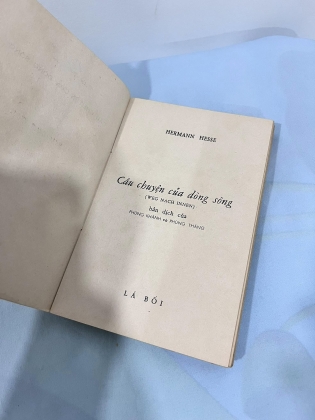 HERMANN HESSE
Câu chuyện của dòng sông
(WEG NACH INNEN)
bản dịch của
PHÙNG KHÁNH và PHÙNG THĂNG
LÁ BỐI